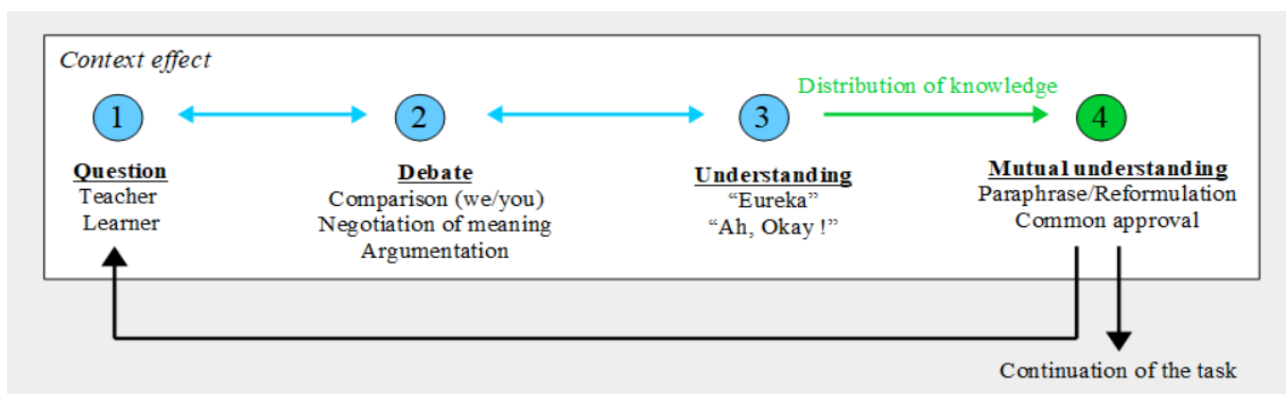 Context effect
Distribution of knowledge
1
2
3
4
Question
Teacher
Learner
Debate
Comparison (we/you)
Negotiation of meaning
Argumentation
Understanding
“Eureka”
“Ah, Okay !”
Mutual understanding
Paraphrase/Reformulation
Common approval
Continuation of the task